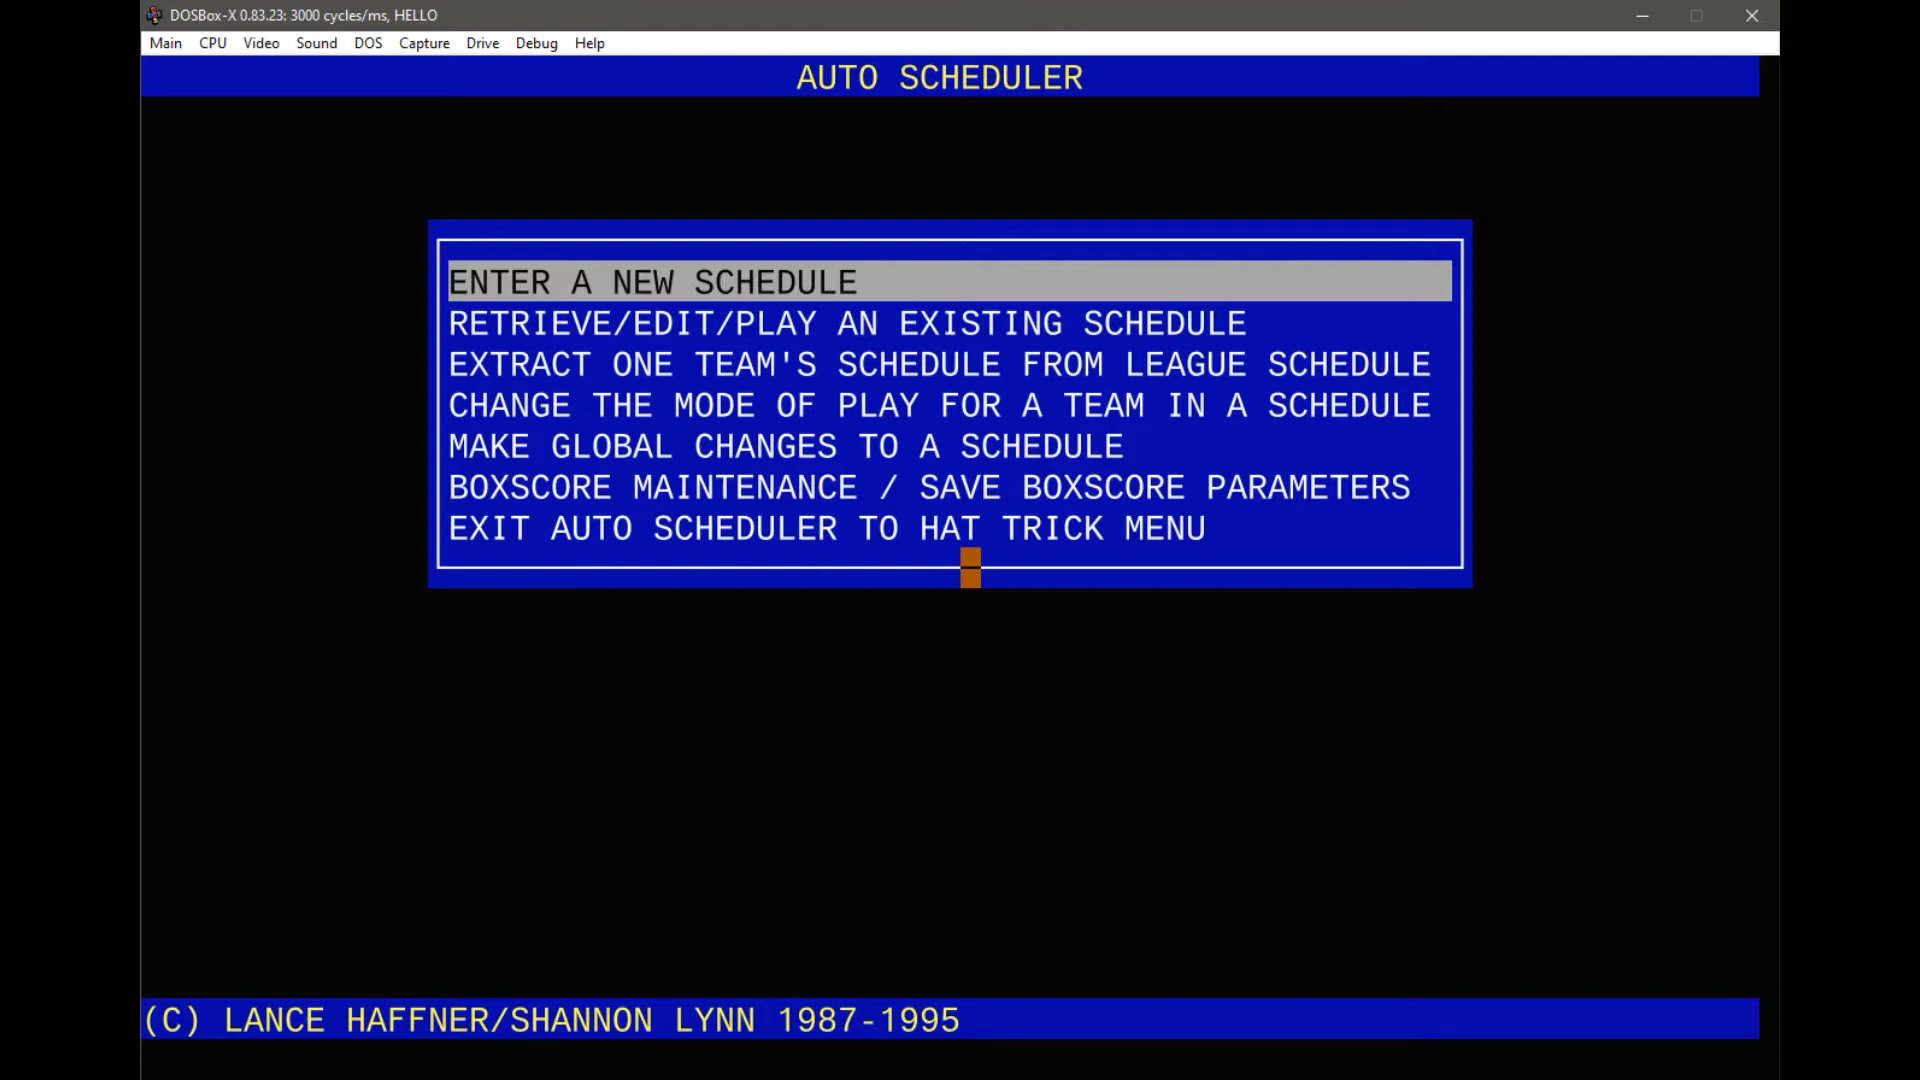 DOSBox-X 0.83.23: 3000 cycles/ms, HELLO
Main CPU Video Sound DOS Capture Drive Debug Help
AUTO SCHEDULER
ENTER A NEW SCHEDULE
RETRIEVE/EDIT/PLAY AN EXISTING SCHEDULE
EXTRACT ONE TEAM'S SCHEDULE FROM LEAGUE SCHEDULE
CHANGE THE MODE OF PLAY FOR A TEAM IN A SCHEDULE
MAKE GLOBAL CHANGES TO A SCHEDULE
BOXSCORE MAINTENANCE / SAVE BOXSCORE PARAMETERS
EXIT AUTO SCHEDULER TO HAT TRICK MENU
(C) LANCE HAFFNER/SHANNON LYNN 1987-1995